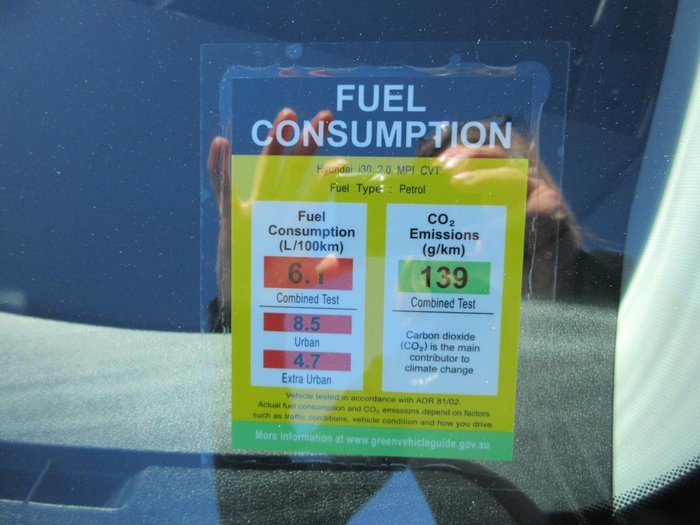 FUEL
CONSUMPTION
Hyundai i30 2.0 MPI CVT
Fuel Type : Petrol
Fuel
Consumption
(L/100km)
6.1
Combined Test
8.5
Urban
4.7
Extra Urban
CO₂
Emissions
(g/km)
139
Combined Test
Carbon dioxide
(CO₂) is the main
contributor to
climate change
Vehicle tested in accordance with ADR 81/02.
Actual fuel consumption and CO₂ emissions depend on factors
such as traffic conditions, vehicle condition and how you drive.
More information at www.greenvehicleguide.gov.au